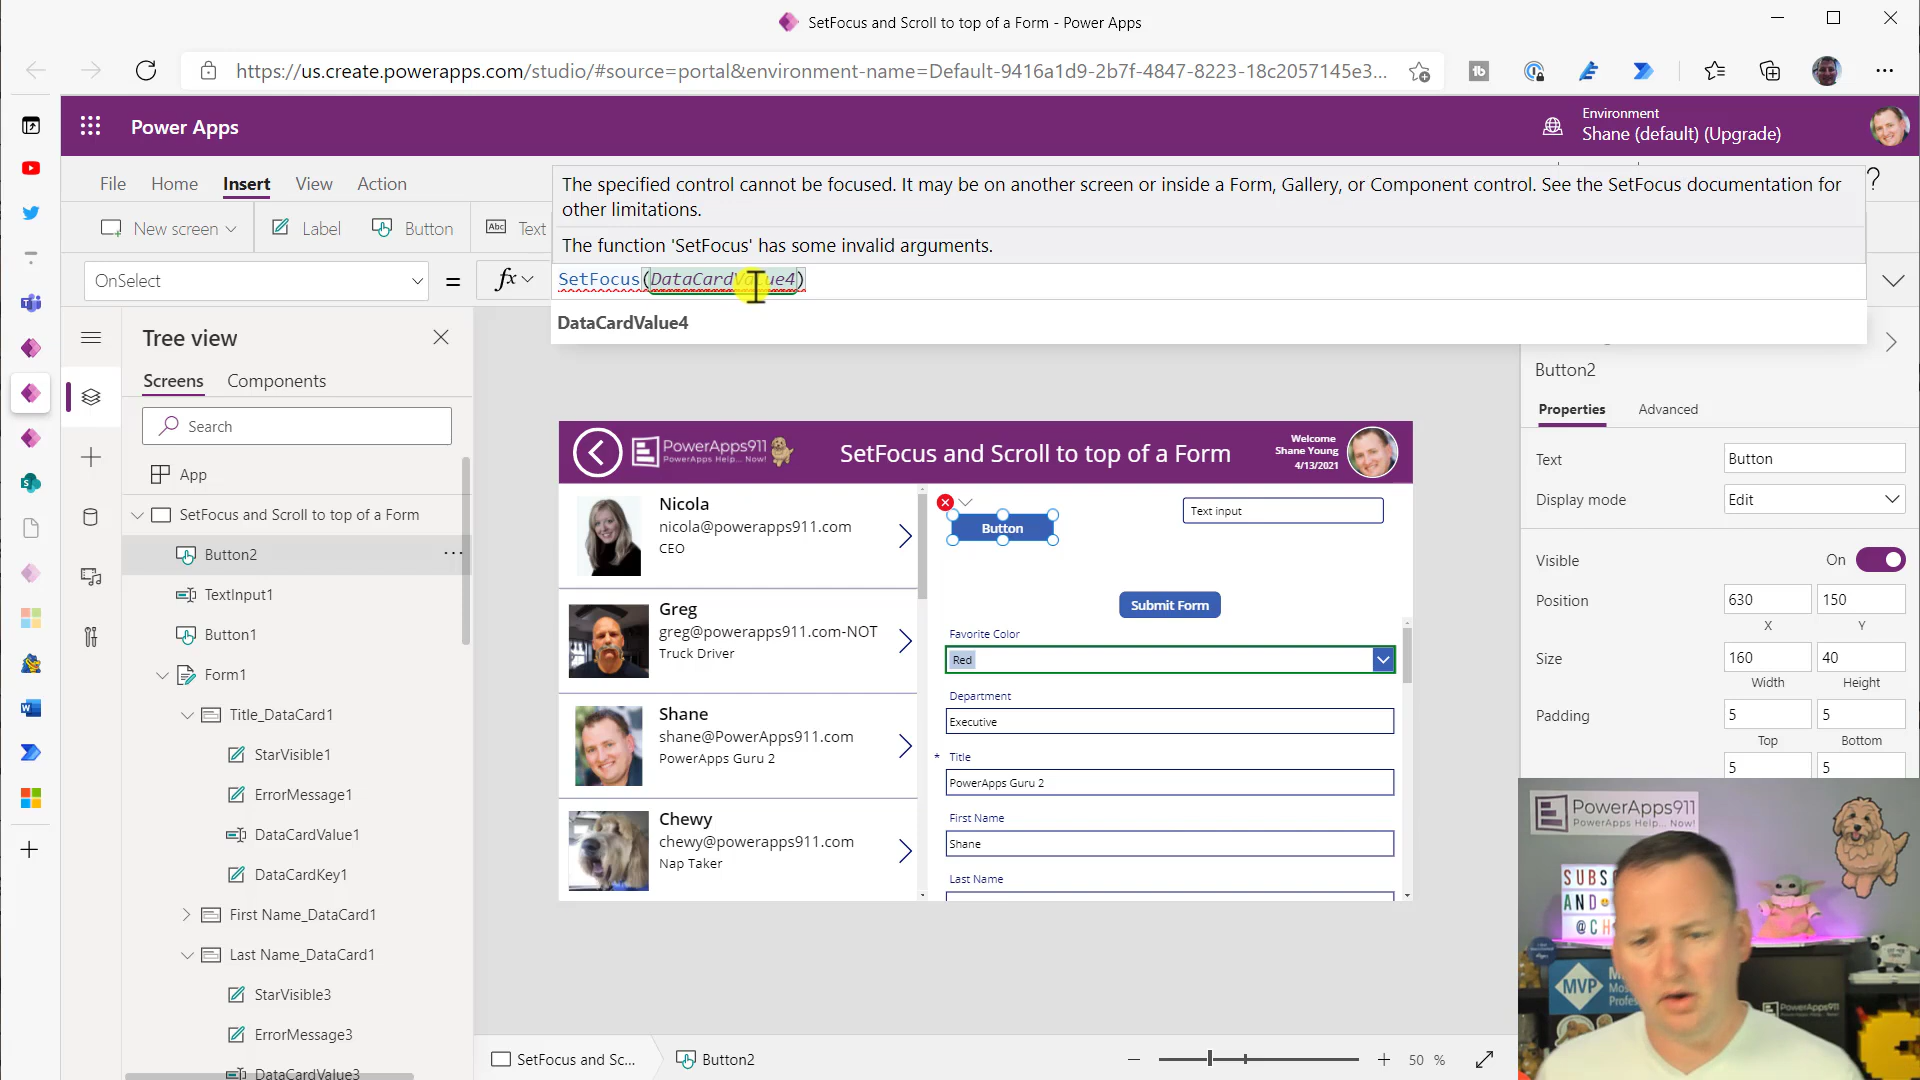 SetFocus and Scroll to top of a Form - Power Apps
https://us.create.powerapps.com/studio/#source=portal&environment-name=Default-9416a1d9-2b7f-4847-8223-18c2057145e3...
Power Apps
Environment
Shane (default) (Upgrade)
File
Home
Insert
View
Action
New screen
Label
Button
Abc
Text
The specified control cannot be focused. It may be on another screen or inside a Form, Gallery, or Component control. See the SetFocus documentation for
other limitations.
The function 'SetFocus' has some invalid arguments.
OnSelect
=
fx
SetFocus(DataCardValue4)
DataCardValue4
Tree view
Screens
Components
Search
App
SetFocus and Scroll to top of a Form
Button2
TextInput1
Button1
Form1
Title_DataCard1
StarVisible1
ErrorMessage1
DataCardValue1
DataCardKey1
First Name_DataCard1
Last Name_DataCard1
StarVisible3
ErrorMessage3
DataCardValue3
PowerApps911
PowerApps Help... Now!
SetFocus and Scroll to top of a Form
Welcome
Shane Young
4/13/2021
Nicola
nicola@powerapps911.com
CEO
Greg
greg@powerapps911.com-NOT
Truck Driver
Shane
shane@PowerApps911.com
PowerApps Guru 2
Chewy
chewy@powerapps911.com
Nap Taker
Button
Text input
Submit Form
Favorite Color
Red
Department
Executive
* Title
PowerApps Guru 2
First Name
Shane
Last Name
SetFocus and Sc...
Button2
50 %
Button2
Properties
Advanced
Text
Button
Display mode
Edit
Visible
On
Position
630
150
X
Y
Size
160
40
Width
Height
Padding
5
5
Top
Bottom
5
5
PowerApps911
PowerApps Help... Now!
SUBS
AND
@CH
MVP
PowerApps911